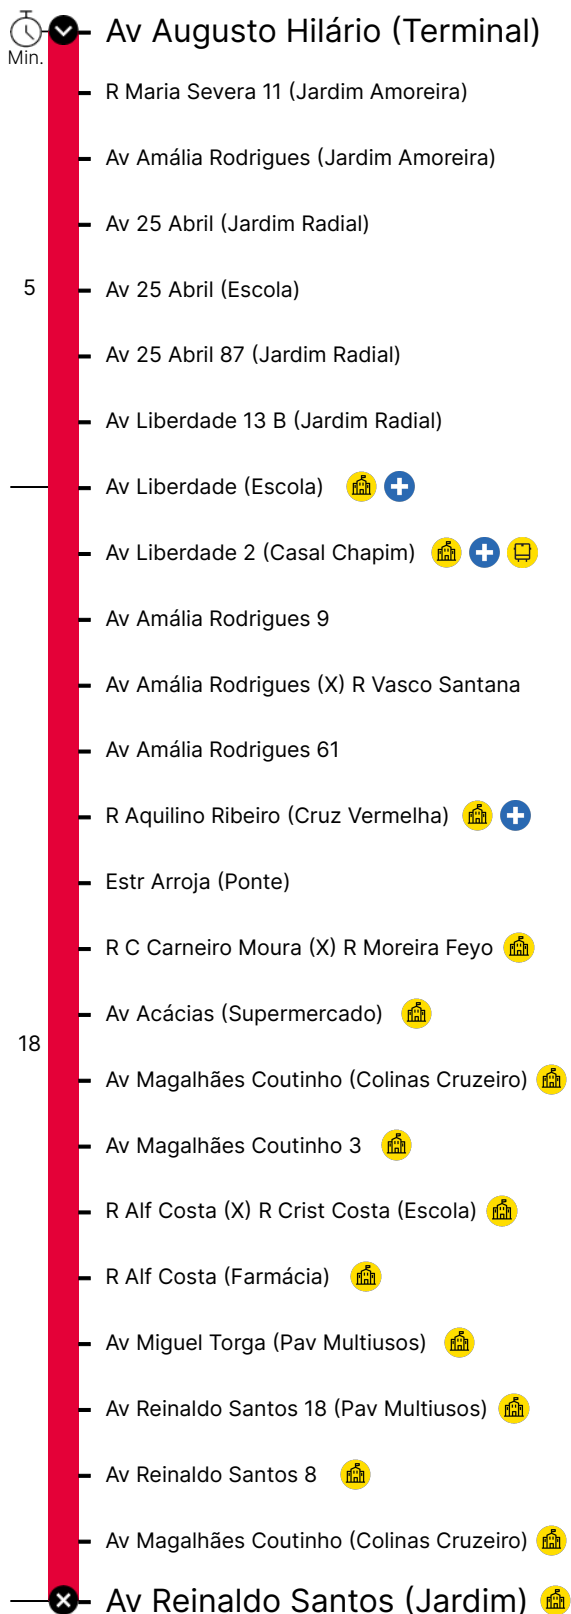 Av Augusto Hilário (Terminal)
Min.
R Maria Severa 11 (Jardim Amoreira)
Av Amália Rodrigues (Jardim Amoreira)
Av 25 Abril (Jardim Radial)
5 Av 25 Abril (Escola)
Av 25 Abril 87 (Jardim Radial)
Av Liberdade 13 B (Jardim Radial)
Av Liberdade (Escola)
Av Liberdade 2 (Casal Chapim)
Av Amália Rodrigues 9
Av Amália Rodrigues (X) R Vasco Santana
Av Amália Rodrigues 61
R Aquilino Ribeiro (Cruz Vermelha)
Estr Arroja (Ponte)
R C Carneiro Moura (X) R Moreira Feyo
Av Acácias (Supermercado)
18
Av Magalhães Coutinho (Colinas Cruzeiro)
Av Magalhães Coutinho 3
R Alf Costa (X) R Crist Costa (Escola)
R Alf Costa (Farmácia)
Av Miguel Torga (Pav Multiusos)
Av Reinaldo Santos 18 (Pav Multiusos)
Av Reinaldo Santos 8
Av Magalhães Coutinho (Colinas Cruzeiro)
Av Reinaldo Santos (Jardim)